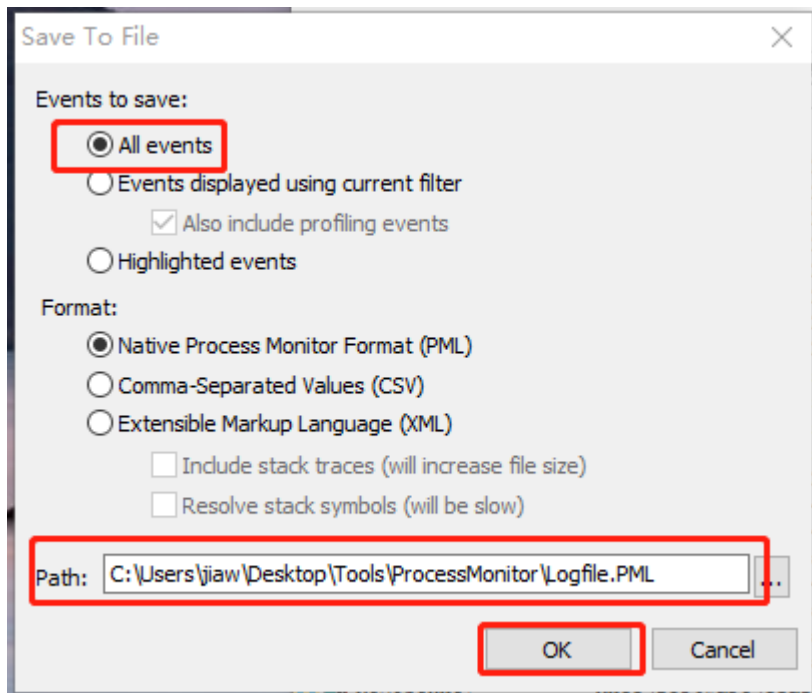 Save To File
Events to save:
All events
Events displayed using current filter
Also include profiling events
Highlighted events
Format:
Native Process Monitor Format (PML)
Comma-Separated Values (CSV)
Extensible Markup Language (XML)
Include stack traces (will increase file size)
Resolve stack symbols (will be slow)
Path: C:\Users\jiaw\Desktop\Tools\ProcessMonitor\Logfile.PML ...
OK Cancel